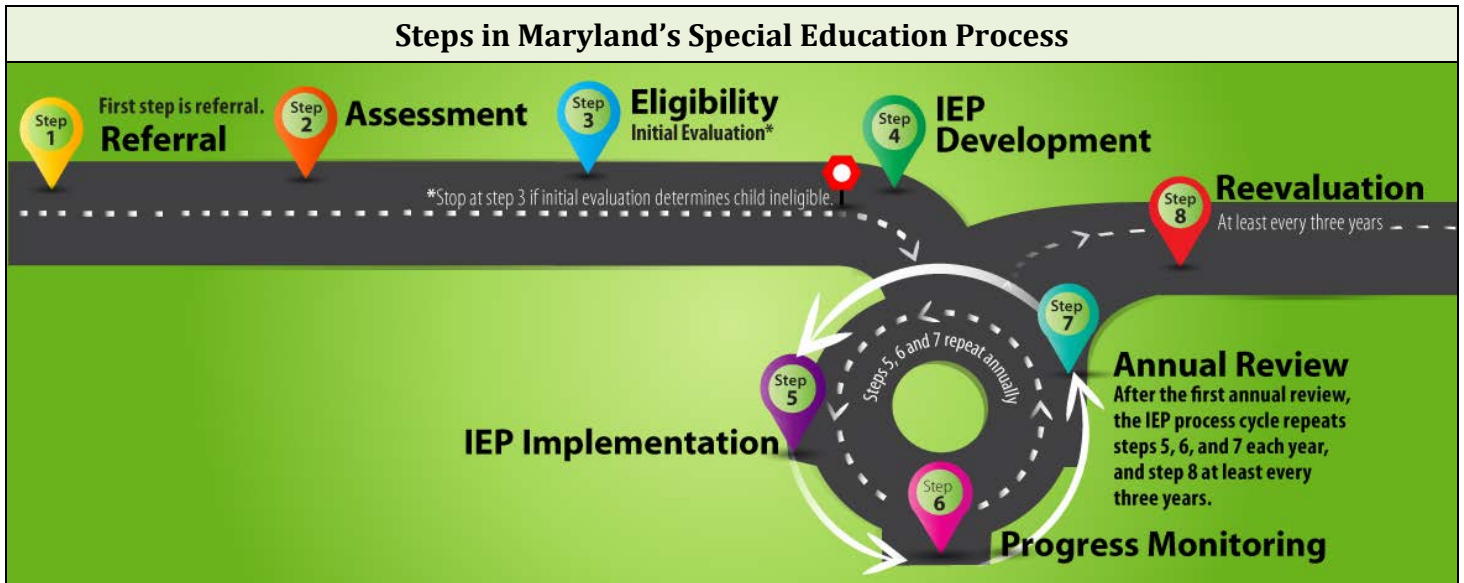 Steps in Maryland's Special Education Process
Step
1
First step is referral.
Referral
Step
2
Assessment
Step
3
Eligibility
Initial Evaluation*
*Stop at step 3 if initial evaluation determines child ineligible.
Step
4
IEP
Development
Step
5
IEP Implementation
Step
6
Progress Monitoring
Steps 5, 6 and 7 repeat annually
Step
7
Annual Review
After the first annual review,
the IEP process cycle repeats
steps 5, 6, and 7 each year,
and step 8 at least every
three years.
Step
8
Reevaluation
At least every three years